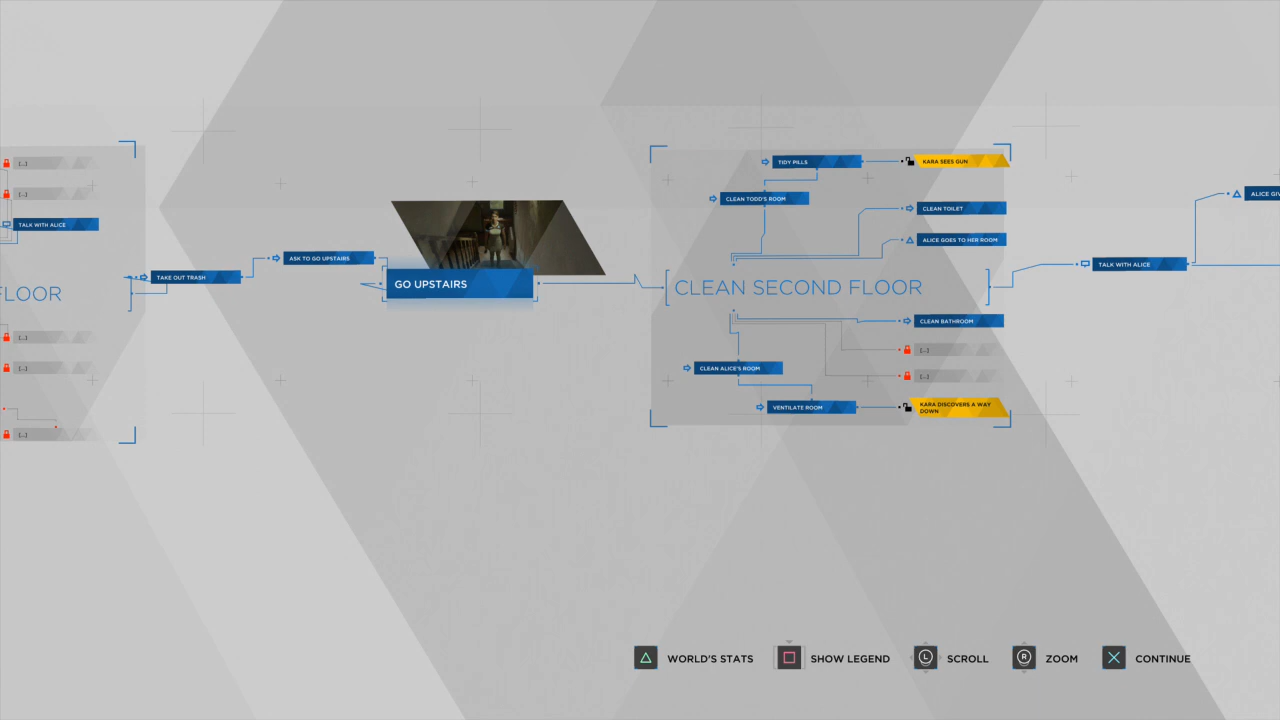 [...]
[...]
TALK WITH ALICE
FLOOR
[...]
[...]
[...]
TAKE OUT TRASH
ASK TO GO UPSTAIRS
GO UPSTAIRS
TIDY PILLS
KARA SEES GUN
CLEAN TODD'S ROOM
CLEAN TOILET
ALICE GOES TO HER ROOM
CLEAN SECOND FLOOR
CLEAN BATHROOM
[...]
CLEAN ALICE'S ROOM
[...]
VENTILATE ROOM
KARA DISCOVERS A WAY
DOWN
TALK WITH ALICE
ALICE GIV
WORLD'S STATS
SHOW LEGEND
L
SCROLL
R
ZOOM
CONTINUE